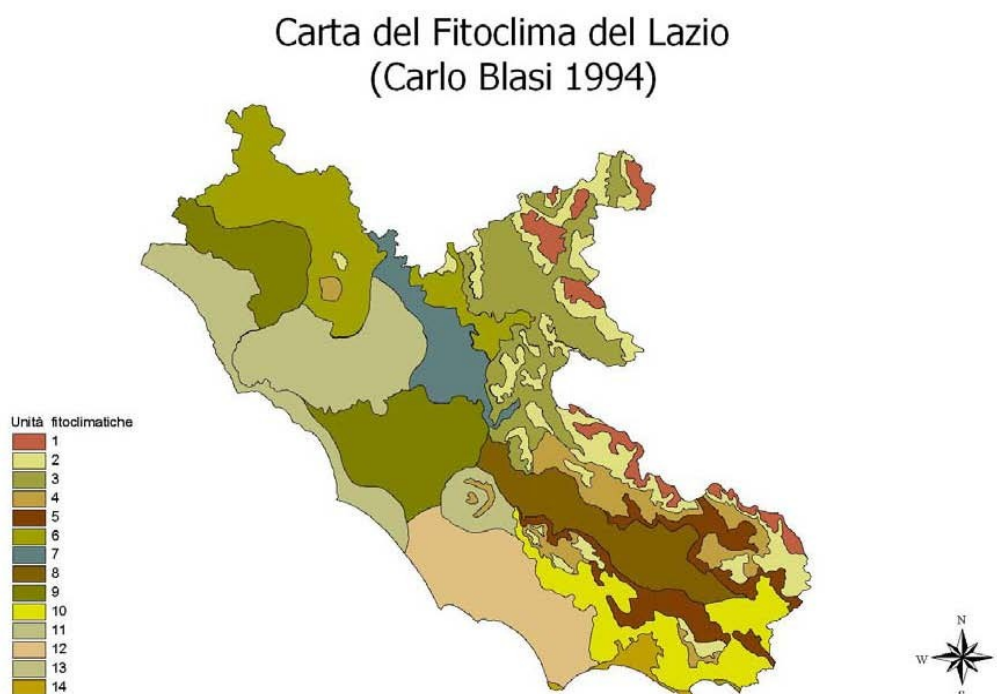 Carta del Fitoclima del Lazio
(Carlo Blasi 1994)
Unità fitoclimatiche
1
2
3
4
5
6
7
8
9
10
11
12
13
14
N
W
S